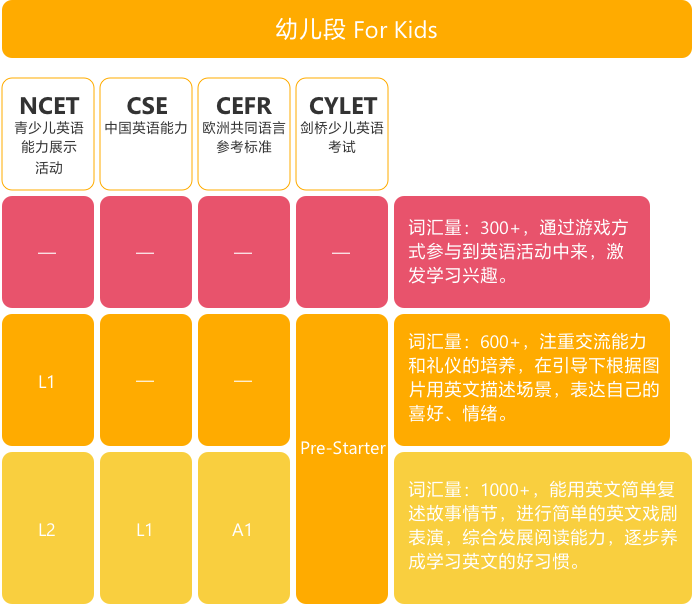 幼儿段 For Kids
NCET
青少儿英语
能力展示
活动
CSE
中国英语能力
CEFR
欧洲共同语言
参考标准
CYLET
剑桥少儿英语
考试
—
—
—
—
词汇量：300+，通过游戏方
式参与到英语活动中来，激
发学习兴趣。
L1
—
—
词汇量：600+，注重交流能力
和礼仪的培养，在引导下根据图
片用英文描述场景，表达自己的
喜好、情绪。
Pre-Starter
L2
L1
A1
词汇量：1000+，能用英文简单复
述故事情节，进行简单的英文戏剧
表演，综合发展阅读能力，逐步养
成学习英文的好习惯。